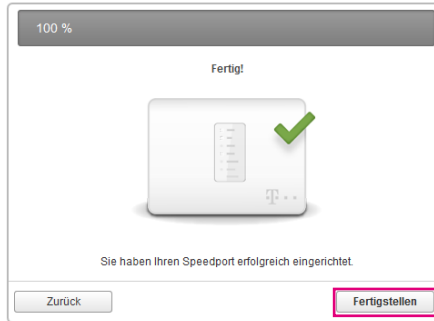 100 %
Fertig!
T··
Sie haben Ihren Speedport erfolgreich eingerichtet.
Zurück
Fertigstellen